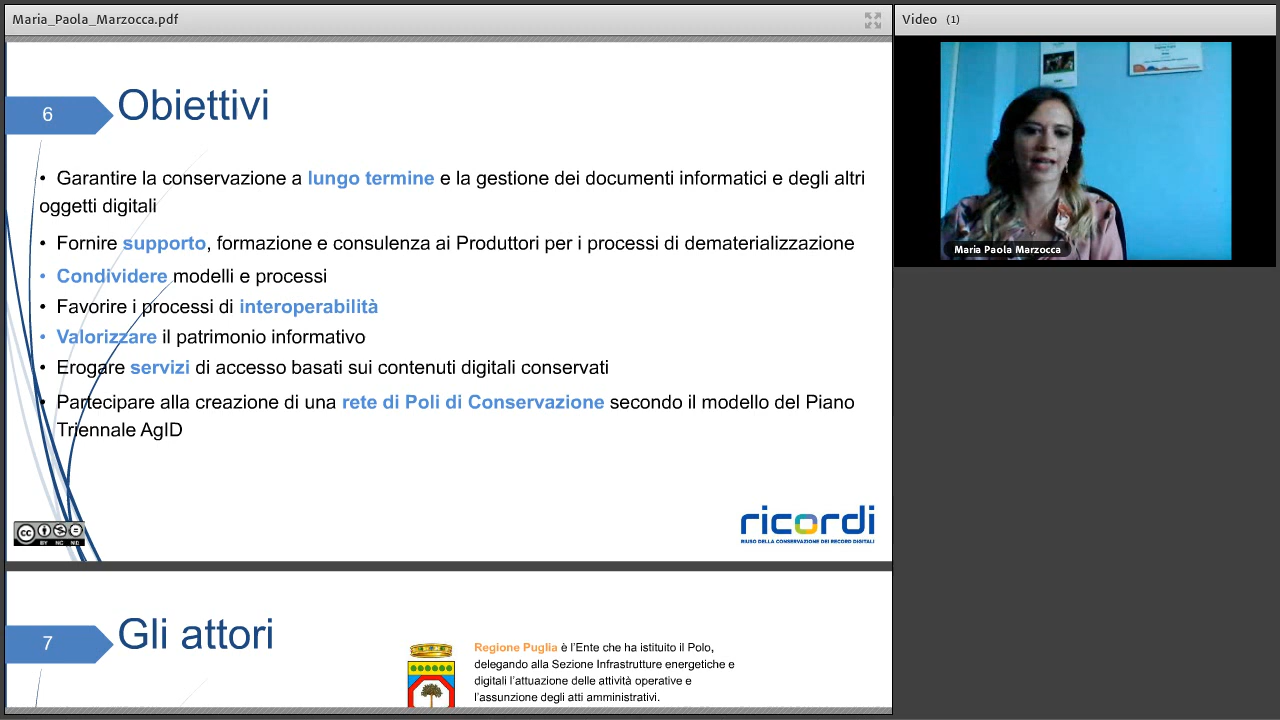 Maria_Paola_Marzocca.pdf
Video (1)
6
Obiettivi
• Garantire la conservazione a lungo termine e la gestione dei documenti informatici e degli altri
oggetti digitali
• Fornire supporto, formazione e consulenza ai Produttori per i processi di dematerializzazione
• Condividere modelli e processi
• Favorire i processi di interoperabilità
• Valorizzare il patrimonio informativo
• Erogare servizi di accesso basati sui contenuti digitali conservati
• Partecipare alla creazione di una rete di Poli di Conservazione secondo il modello del Piano
Triennale AgID
cc
BY NC ND
ricordi
RIUSO DELLA CONSERVAZIONE DEI RECORD DIGITALI
7
Gli attori
Regione Puglia è l'Ente che ha istituito il Polo,
delegando alla Sezione Infrastrutture energetiche e
digitali l'attuazione delle attività operative e
l'assunzione degli atti amministrativi.
Maria Paola Marzocca